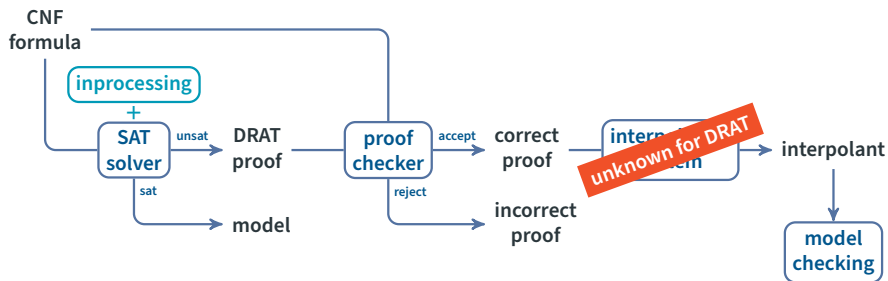 CNF
formula
inprocessing
+
SAT
solver
unsat
sat
DRAT
proof
model
proof
checker
accept
reject
correct
proof
incorrect
proof
unknown for DRAT
interpolant
model
checking